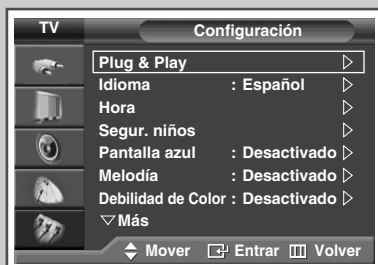 TV Configuración
Plug & Play
Idioma : Español
Hora
Segur. niños
Pantalla azul : Desactivado
Melodía : Desactivado
Debilidad de Color : Desactivado
Más
Mover Entrar Volver